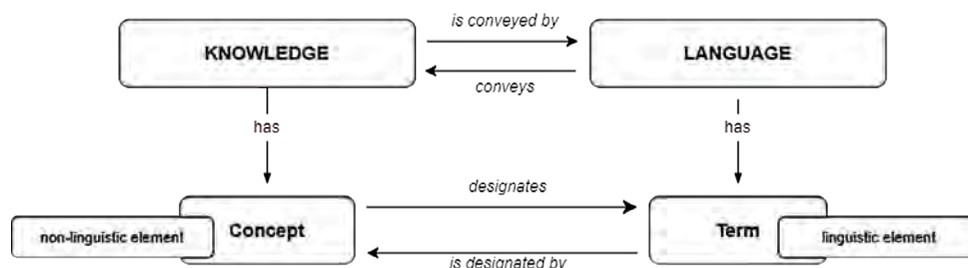 is conveyed by
KNOWLEDGE
LANGUAGE
conveys
has
has
designates
non-linguistic element
Concept
Term
linguistic element
is designated by